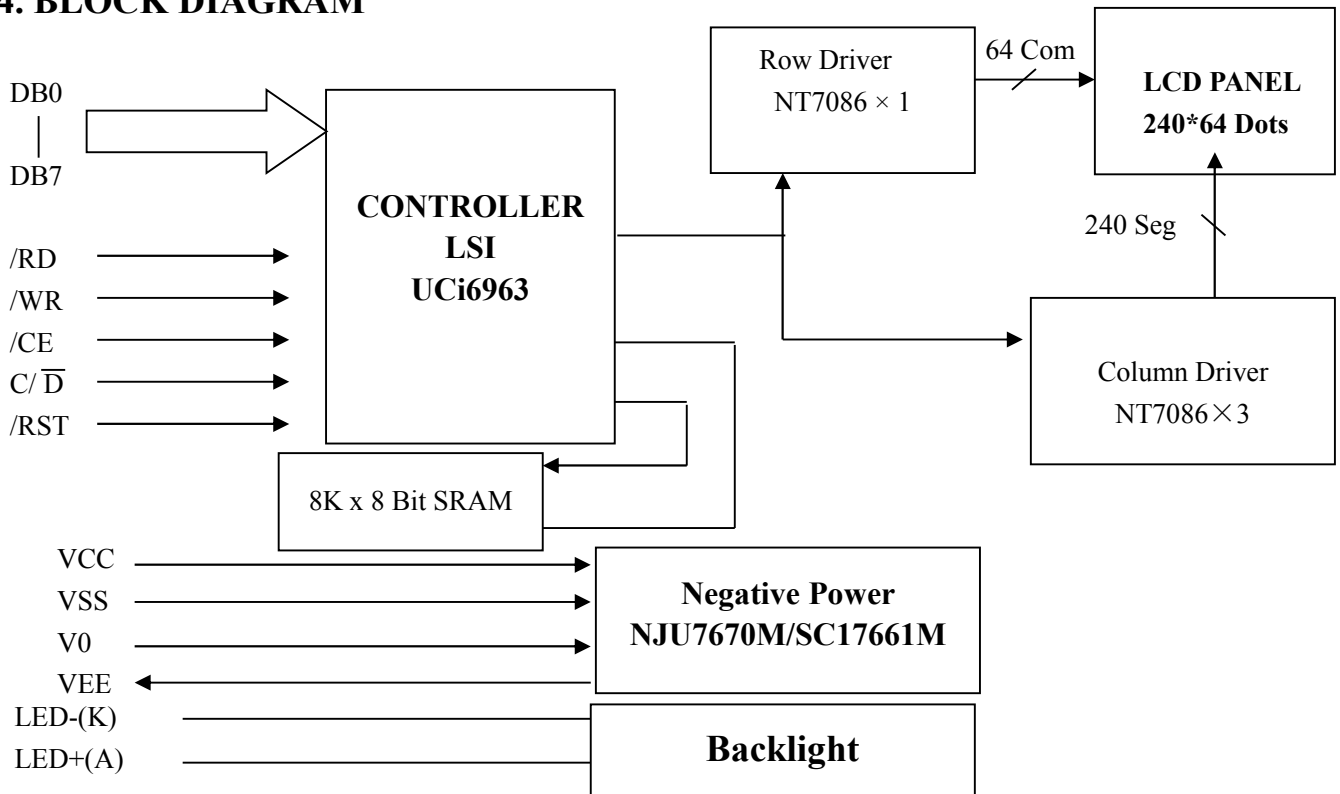 4. BLOCK DIAGRAM
DB0
|
DB7
/RD
/WR
/CE
C/ D̅
/RST
CONTROLLER
LSI
UCi6963
Row Driver
NT7086 × 1
64 Com
LCD PANEL
240*64 Dots
240 Seg
Column Driver
NT7086×3
8K x 8 Bit SRAM
VCC
VSS
V0
VEE
Negative Power
NJU7670M/SC17661M
LED-(K)
LED+(A)
Backlight